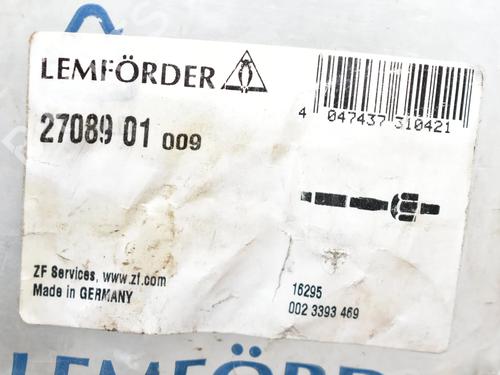 LEMFÖRDER
27089 01 009
4 047437 310421
ZF Services, www.zf.com
Made in GERMANY
16295
002 3393 469
LEMFÖRDER